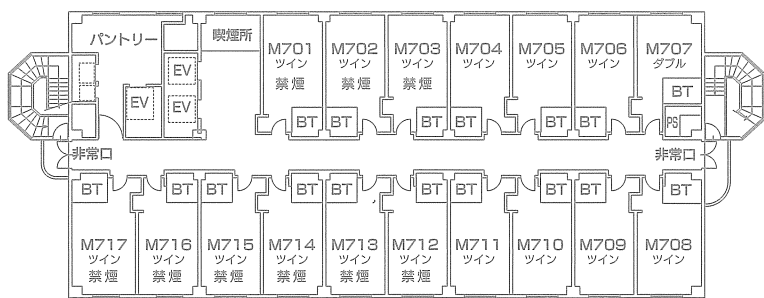 パントリー
喫煙所
EV
EV
EV
M701
ツイン
禁煙
BT
M702
ツイン
禁煙
BT
M703
ツイン
禁煙
BT
M704
ツイン
BT
M705
ツイン
BT
M706
ツイン
BT
M707
ダブル
BT
PS
非常口
非常口
BT
M717
ツイン
禁煙
BT
M716
ツイン
禁煙
BT
M715
ツイン
禁煙
BT
M714
ツイン
禁煙
BT
M713
ツイン
禁煙
BT
M712
ツイン
禁煙
BT
M711
ツイン
BT
M710
ツイン
BT
M709
ツイン
BT
M708
ツイン